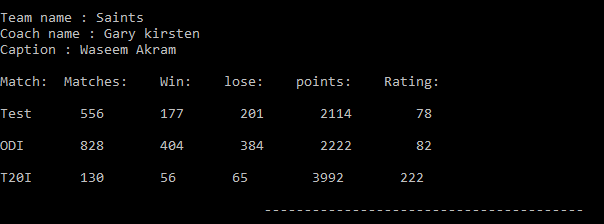 Team name : Saints
Coach name : Gary kirsten
Caption : Waseem Akram
Match:  Matches:    Win:    lose:    points:    Rating:
Test      556       177       201       2114        78
ODI       828       404       384       2222        82
T20I      130       56       65        3992       222
----------------------------------------